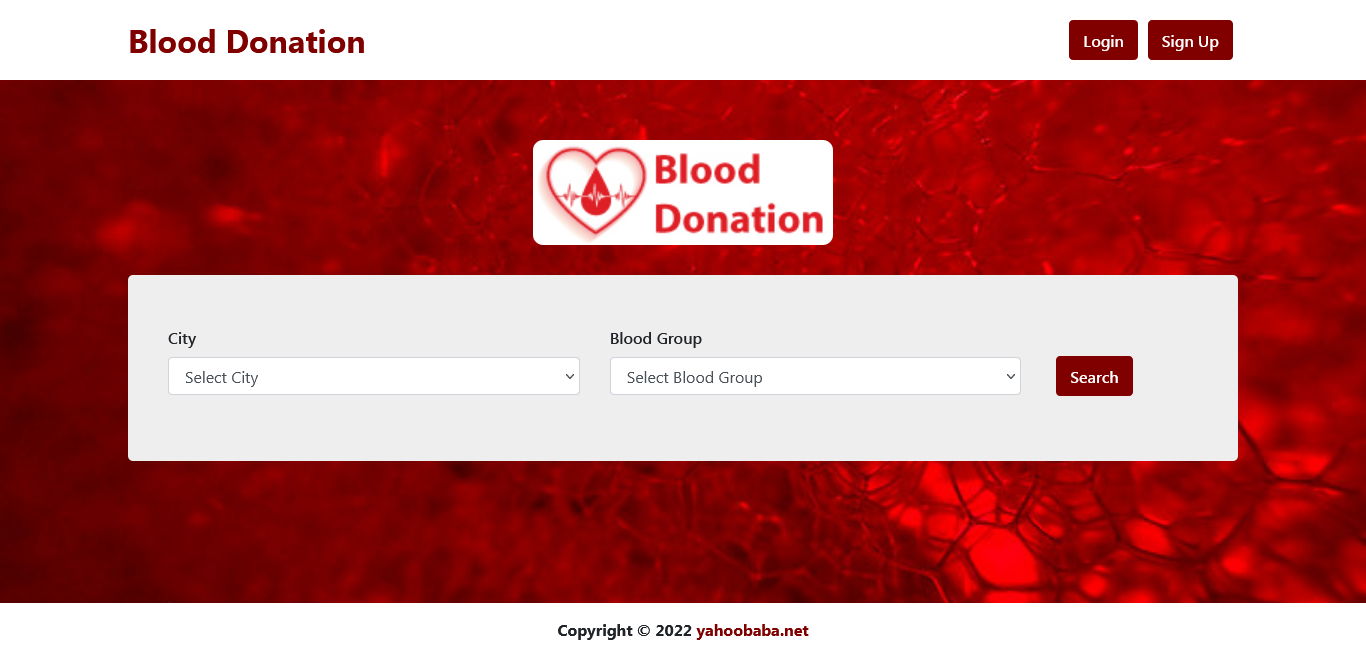 Blood Donation
Login
Sign Up
Blood
Donation
City
Blood Group
Select City
Select Blood Group
Search
Copyright © 2022 yahoobaba.net